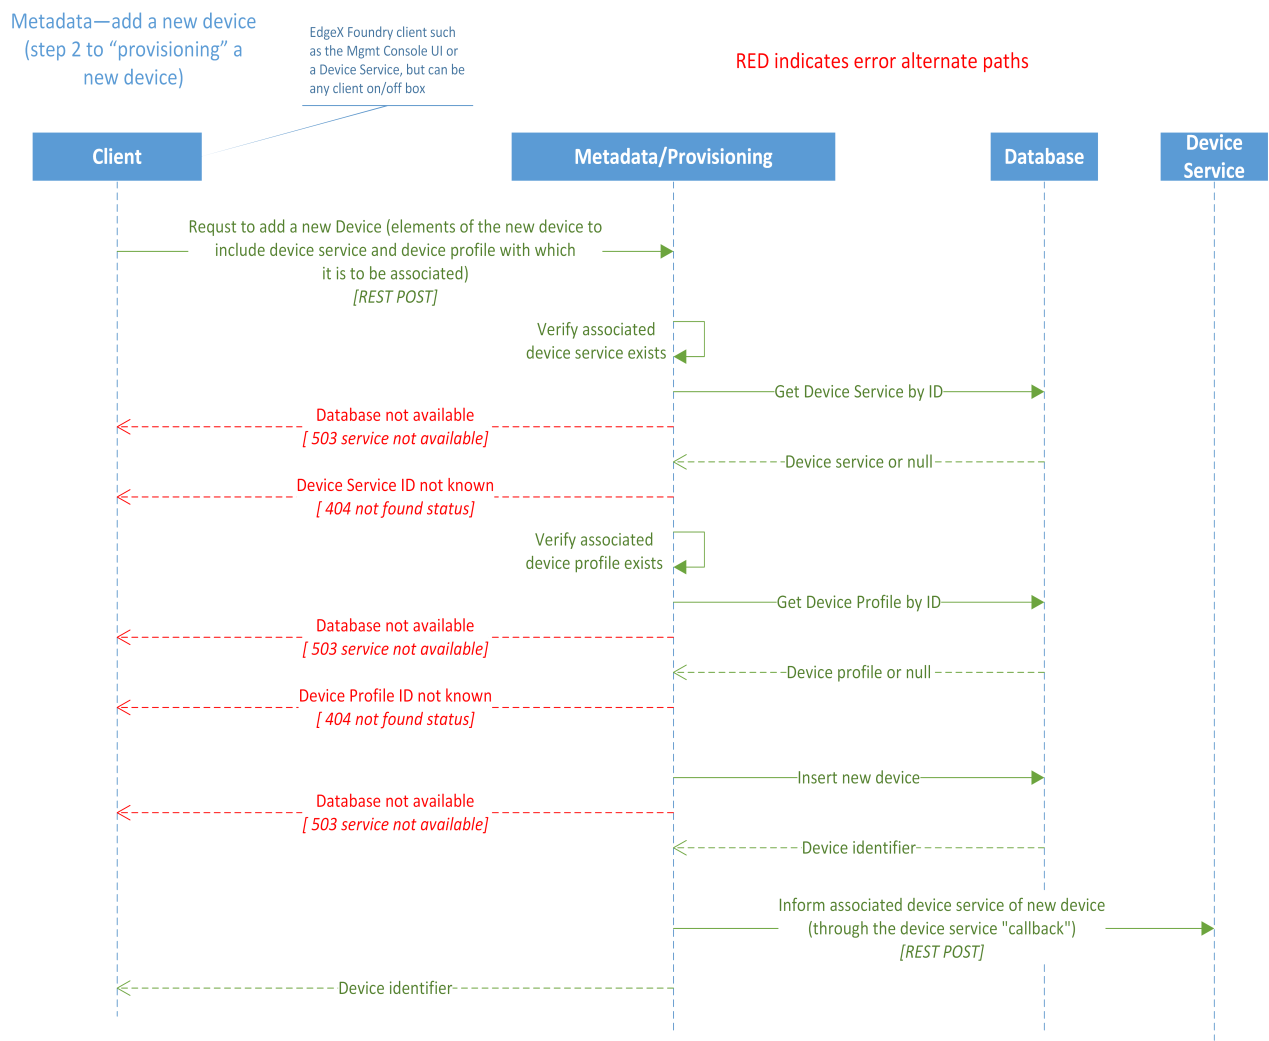 Metadata—add a new device
(step 2 to “provisioning” a
new device)
EdgeX Foundry client such
as the Mgmt Console UI or
a Device Service, but can be
any client on/off box
RED indicates error alternate paths
Client
Metadata/Provisioning
Database
Device
Service
Requst to add a new Device (elements of the new device to
include device service and device profile with which
it is to be associated)
[REST POST]
Verify associated
device service exists
Get Device Service by ID
Database not available
[ 503 service not available]
Device service or null
Device Service ID not known
[ 404 not found status]
Verify associated
device profile exists
Get Device Profile by ID
Database not available
[ 503 service not available]
Device profile or null
Device Profile ID not known
[ 404 not found status]
Insert new device
Database not available
[ 503 service not available]
Device identifier
Inform associated device service of new device
(through the device service "callback")
[REST POST]
Device identifier